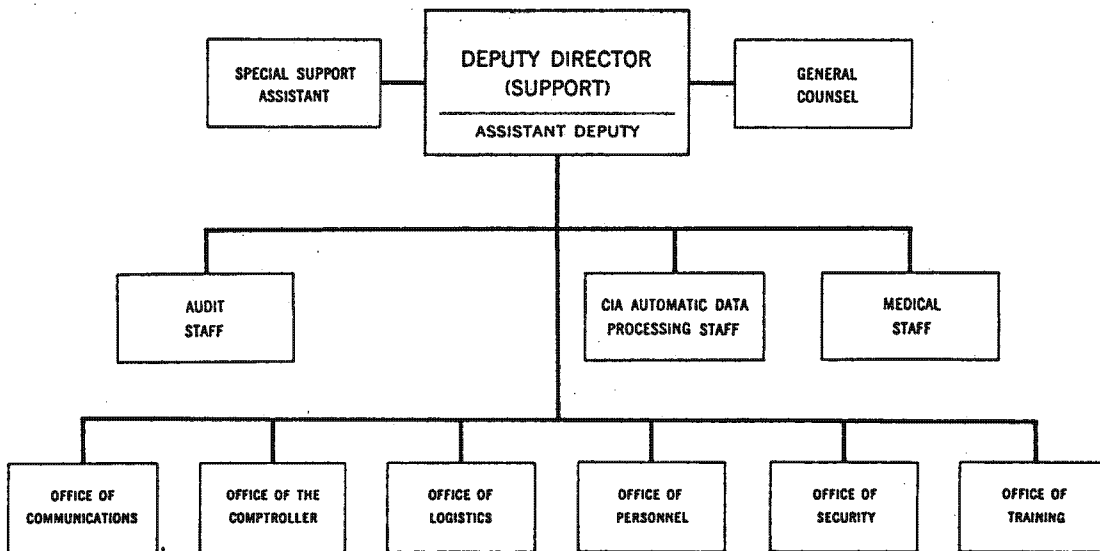 DEPUTY DIRECTOR
(SUPPORT)
ASSISTANT DEPUTY
SPECIAL SUPPORT
ASSISTANT
GENERAL
COUNSEL
AUDIT
STAFF
CIA AUTOMATIC DATA
PROCESSING STAFF
MEDICAL
STAFF
OFFICE OF
COMMUNICATIONS
OFFICE OF THE
COMPTROLLER
OFFICE OF
LOGISTICS
OFFICE OF
PERSONNEL
OFFICE OF
SECURITY
OFFICE OF
TRAINING